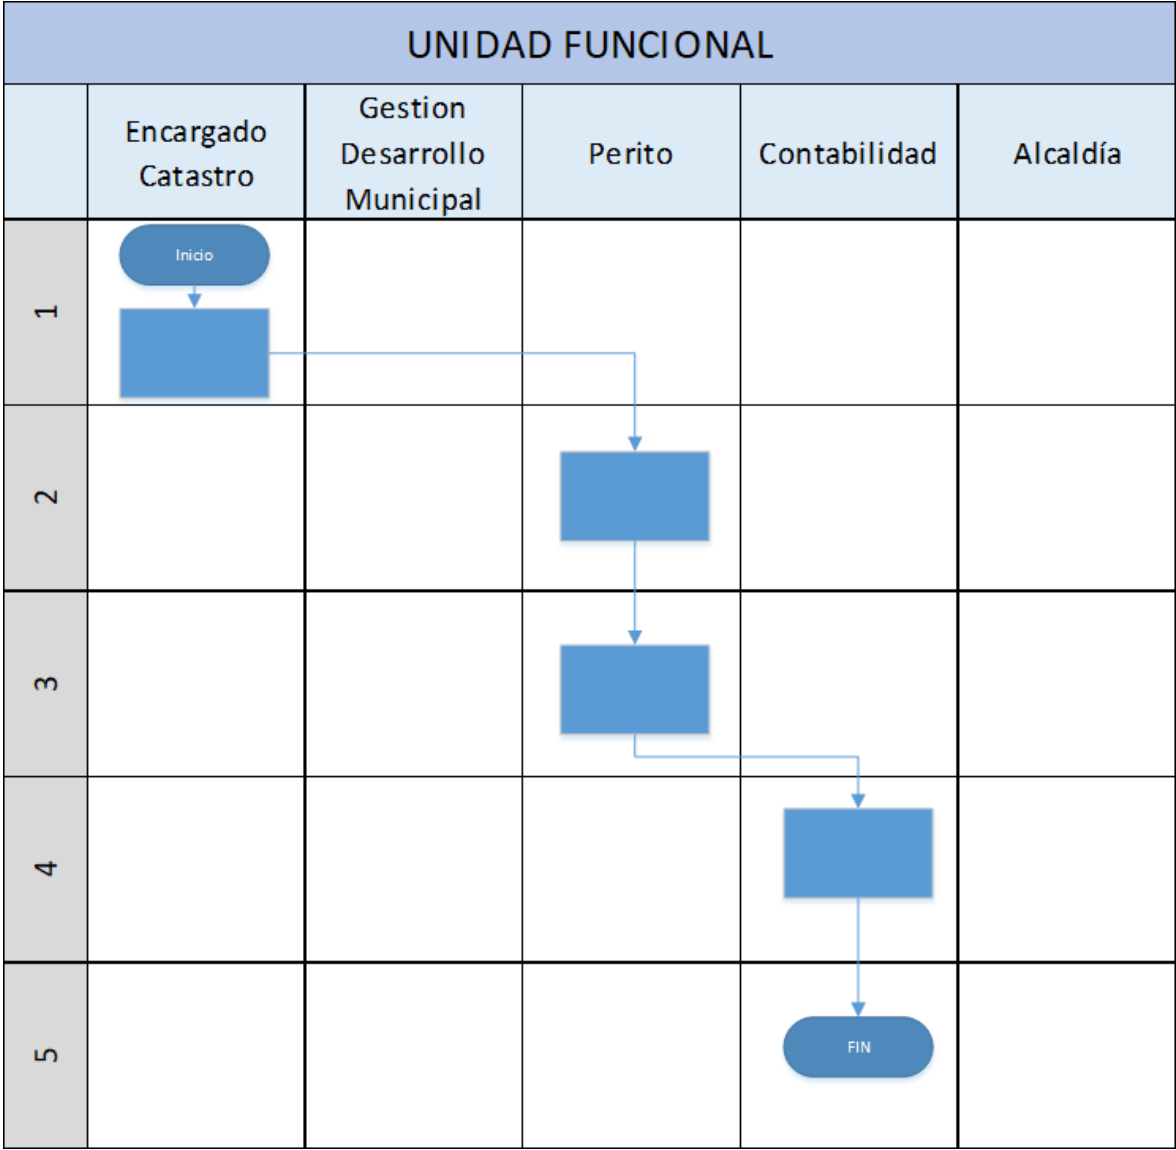 UNIDAD FUNCIONAL
Encargado
Catastro
Gestion
Desarrollo
Municipal
Perito
Contabilidad
Alcaldía
1
Inicio
2
3
4
5
FIN